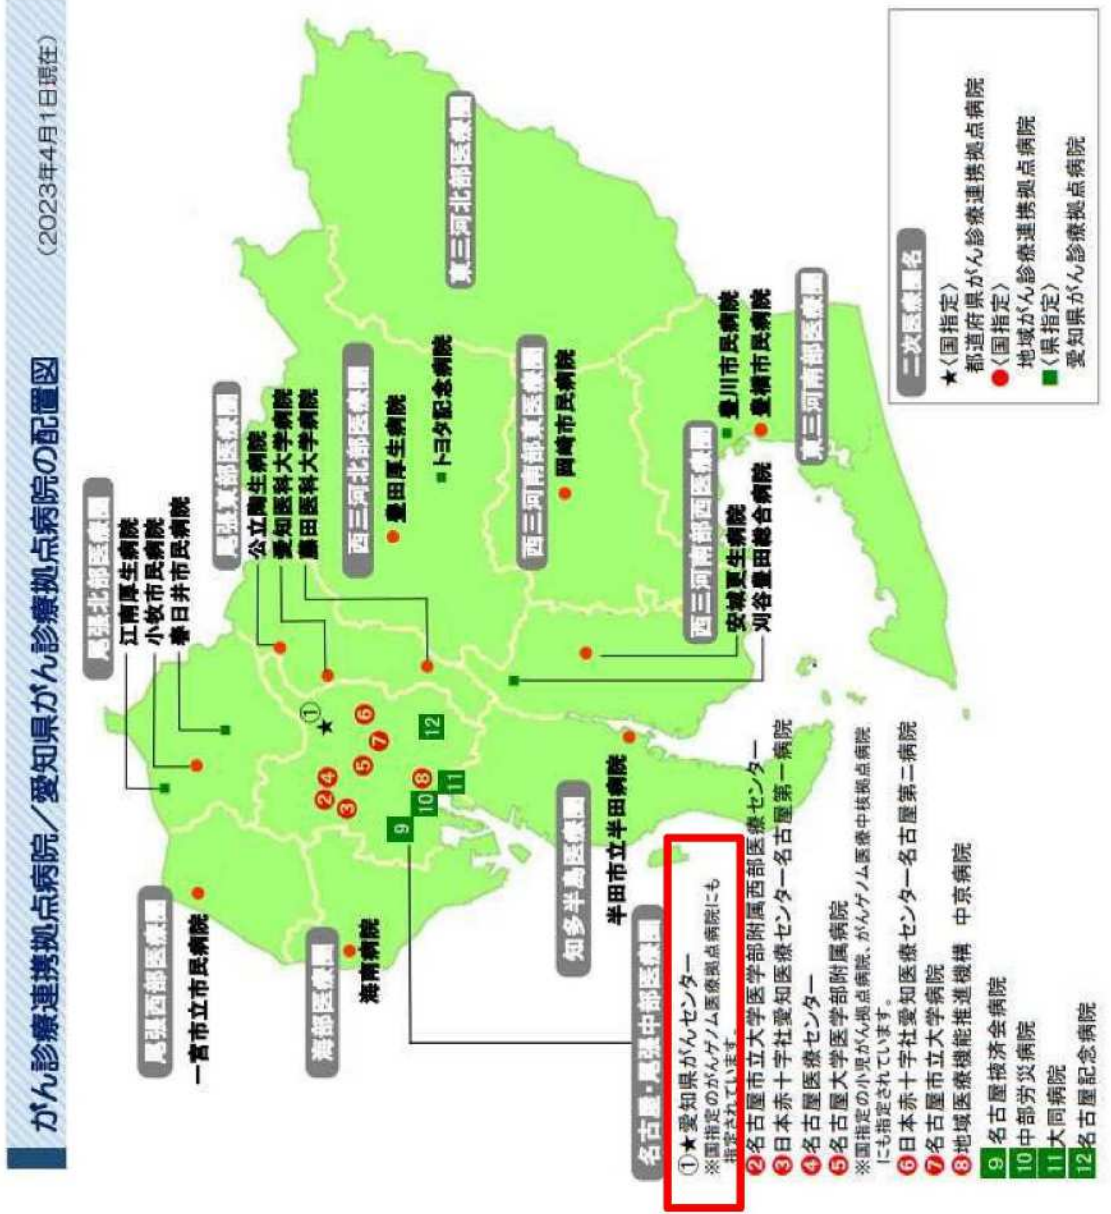 がん診療連携拠点病院／愛知県がん診療拠点病院の配置図
（2023年4月1日現在）
尾張西部医療圏
一宮市立市民病院
海部医療圏
海南病院
尾張北部医療圏
江南厚生病院
小牧市民病院
春日井市民病院
尾張東部医療圏
公立陶生病院
愛知医科大学病院
藤田医科大学病院
西三河北部医療圏
豊田厚生病院
トヨタ記念病院
東三河北部医療圏
西三河南部東医療圏
岡崎市民病院
西三河南部西医療圏
安城更生病院
刈谷豊田総合病院
豊川市民病院
豊橋市民病院
東三河南部医療圏
知多半島医療圏
半田市立半田病院
①
★
②
④
③
⑤
⑦
⑥
⑧
9
10
11
12
名古屋・尾張中部医療圏
①★愛知県がんセンター
※国指定のがんゲノム医療拠点病院にも
指定されています。
②名古屋市立大学医学部附属西部医療センター
③日本赤十字社愛知医療センター名古屋第一病院
④名古屋医療センター
⑤名古屋大学医学部附属病院
※国指定の小児がん拠点病院、がんゲノム医療中核拠点病院
にも指定されています。
⑥日本赤十字社愛知医療センター名古屋第二病院
⑦名古屋市立大学病院
⑧地域医療機能推進機構　中京病院
9 名古屋掖済会病院
10 中部労災病院
11 大同病院
12 名古屋記念病院
二次医療圏名
★〈国指定〉
都道府県がん診療連携拠点病院
●〈国指定〉
地域がん診療連携拠点病院
■〈県指定〉
愛知県がん診療拠点病院